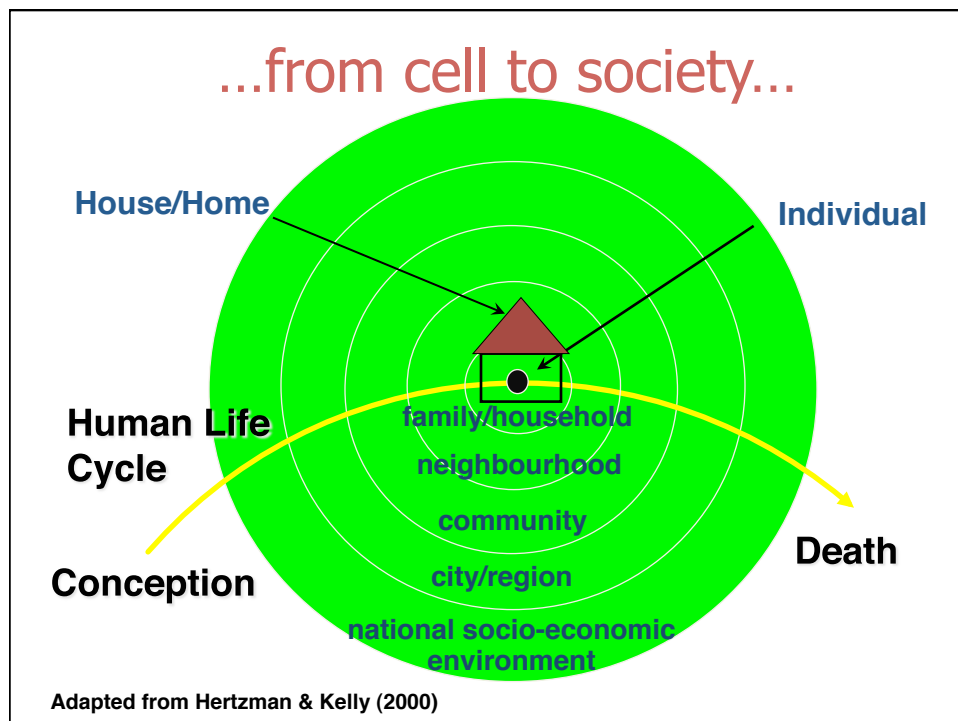 …from cell to society…
House/Home
Individual
family/household
Human Life
Cycle
neighbourhood
community
Death
Conception
city/region
national socio-economic
environment
Adapted from Hertzman & Kelly (2000)